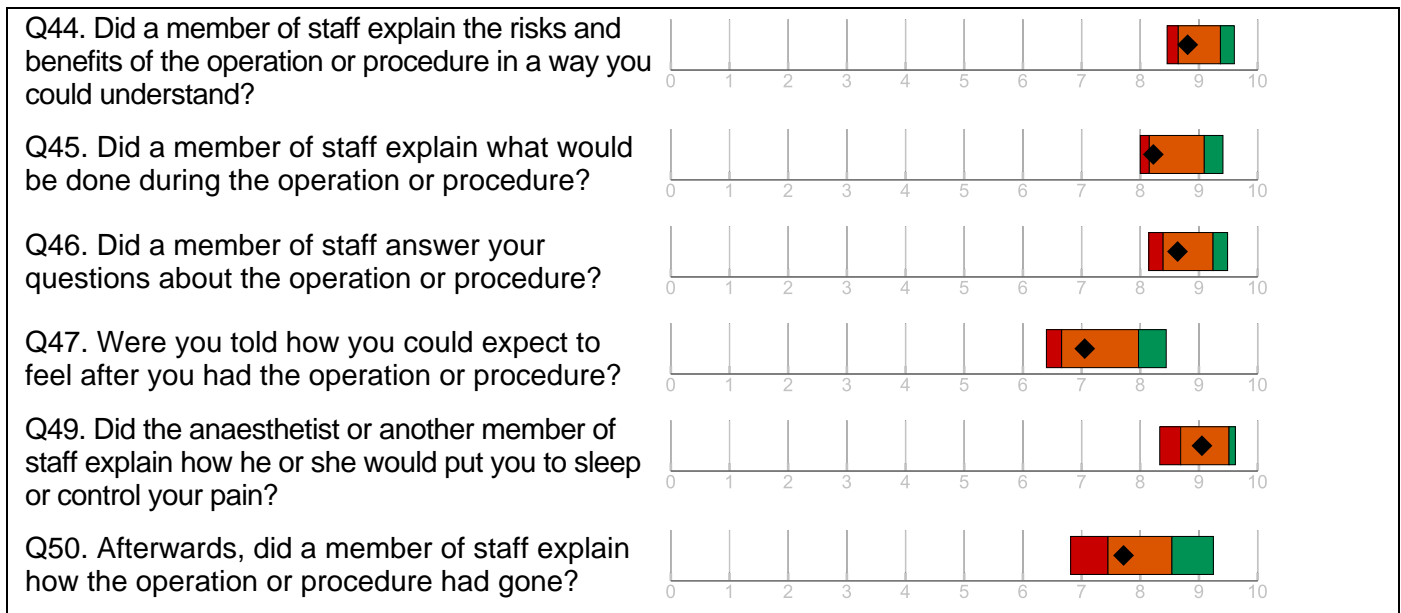 Q44. Did a member of staff explain the risks and
benefits of the operation or procedure in a way you
could understand?
0 1 2 3 4 5 6 7 8 9 10
Q45. Did a member of staff explain what would
be done during the operation or procedure?
0 1 2 3 4 5 6 7 8 9 10
Q46. Did a member of staff answer your
questions about the operation or procedure?
0 1 2 3 4 5 6 7 8 9 10
Q47. Were you told how you could expect to
feel after you had the operation or procedure?
0 1 2 3 4 5 6 7 8 9 10
Q49. Did the anaesthetist or another member of
staff explain how he or she would put you to sleep
or control your pain?
0 1 2 3 4 5 6 7 8 9 10
Q50. Afterwards, did a member of staff explain
how the operation or procedure had gone?
0 1 2 3 4 5 6 7 8 9 10